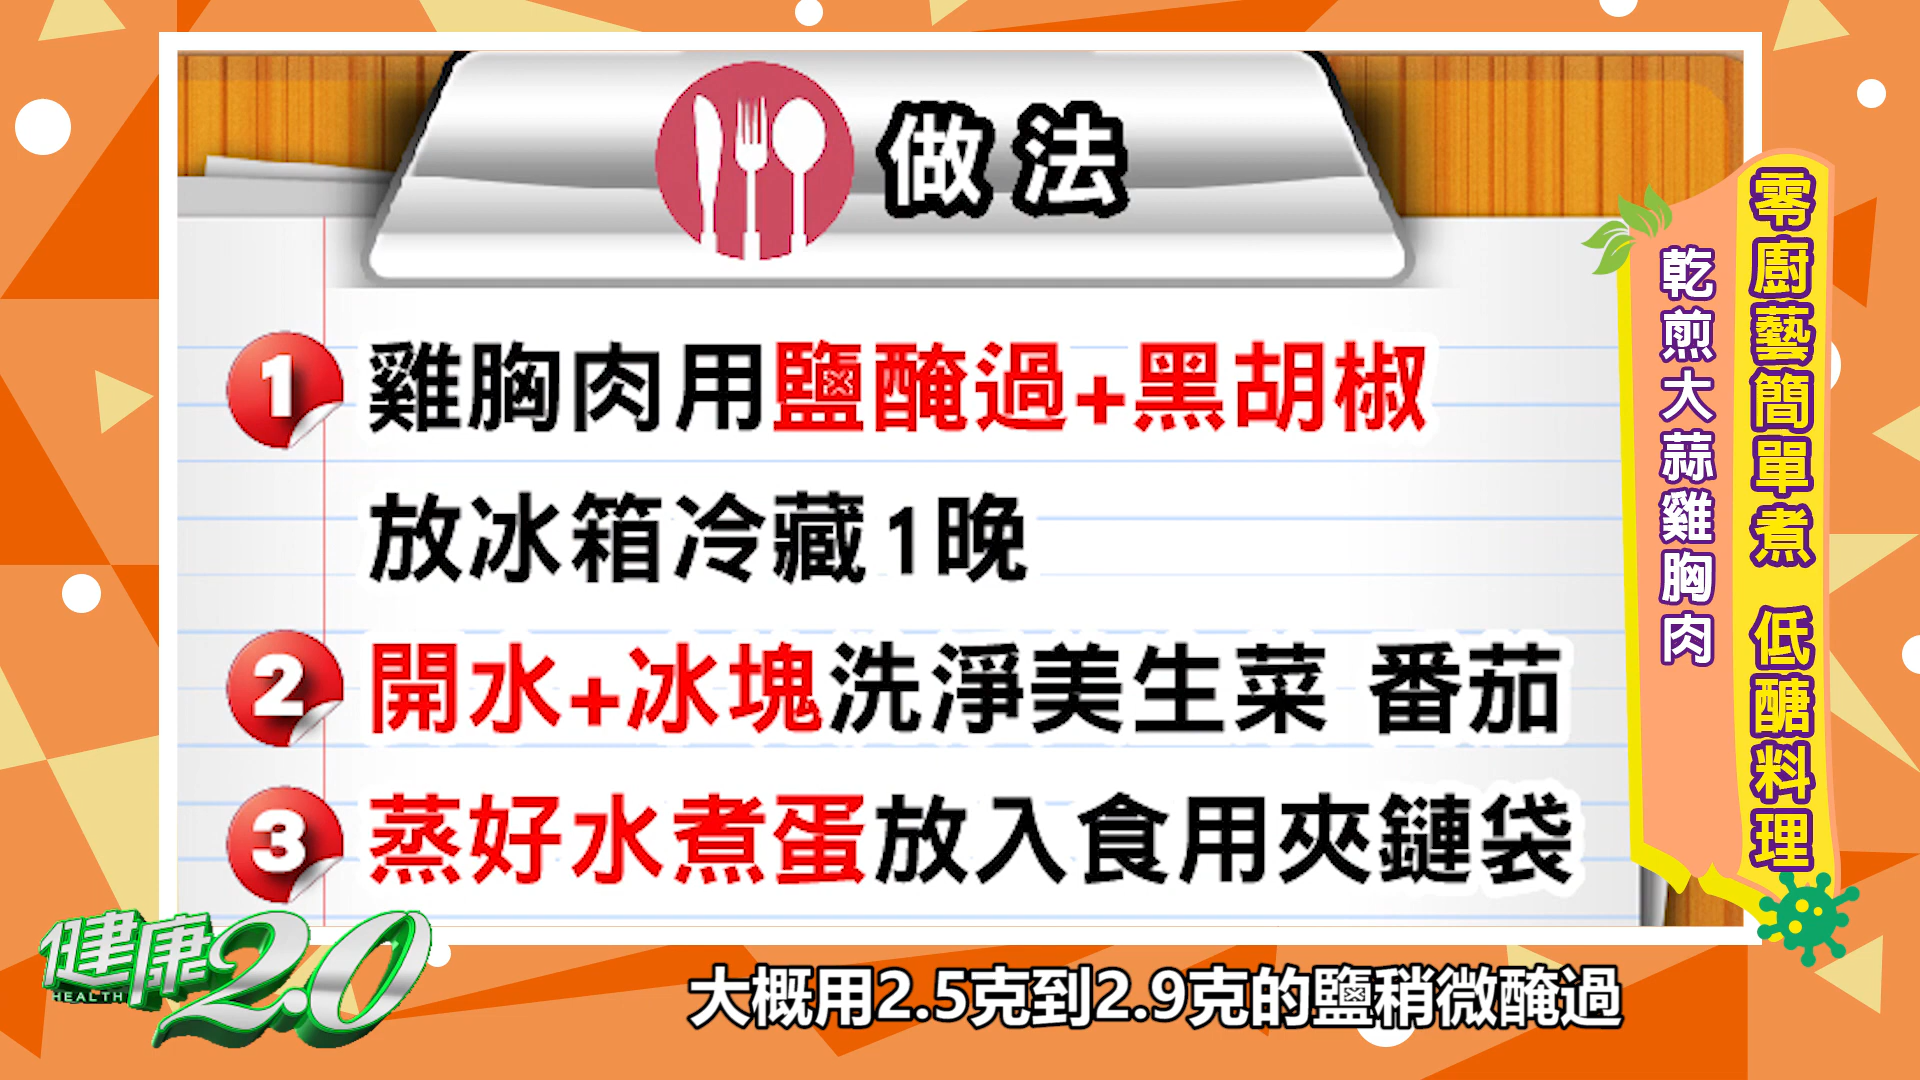 做法
1 雞胸肉用鹽醃過+黑胡椒
放冰箱冷藏1晚
2 開水+冰塊洗淨美生菜 番茄
3 蒸好水煮蛋放入食用夾鏈袋
零廚藝簡單煮 低醣料理
乾煎大蒜雞胸肉
健康2.0
HEALTH
大概用2.5克到2.9克的鹽稍微醃過